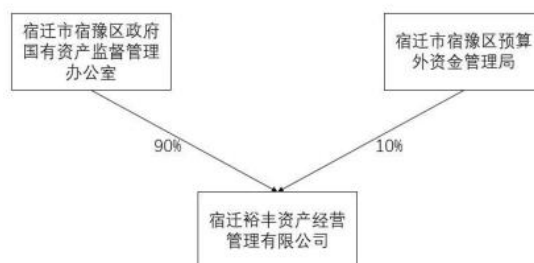 宿迁市宿豫区政府
国有资产监督管理
办公室
宿迁市宿豫区预算
外资金管理局
90%
10%
宿迁裕丰资产经营
管理有限公司